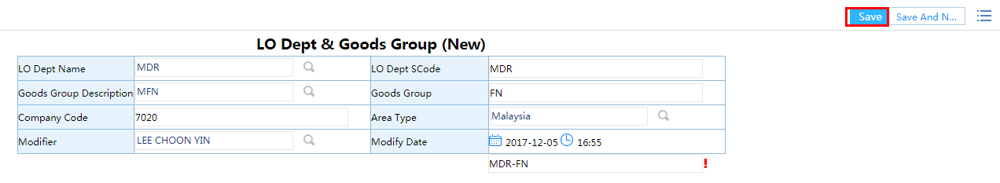 Save Save And N...
LO Dept & Goods Group (New)
LO Dept Name MDR LO Dept SCode MDR
Goods Group Description MFN Goods Group FN
Company Code 7020 Area Type Malaysia
Modifier LEE CHOON YIN Modify Date 2017-12-05 16:55
MDR-FN !